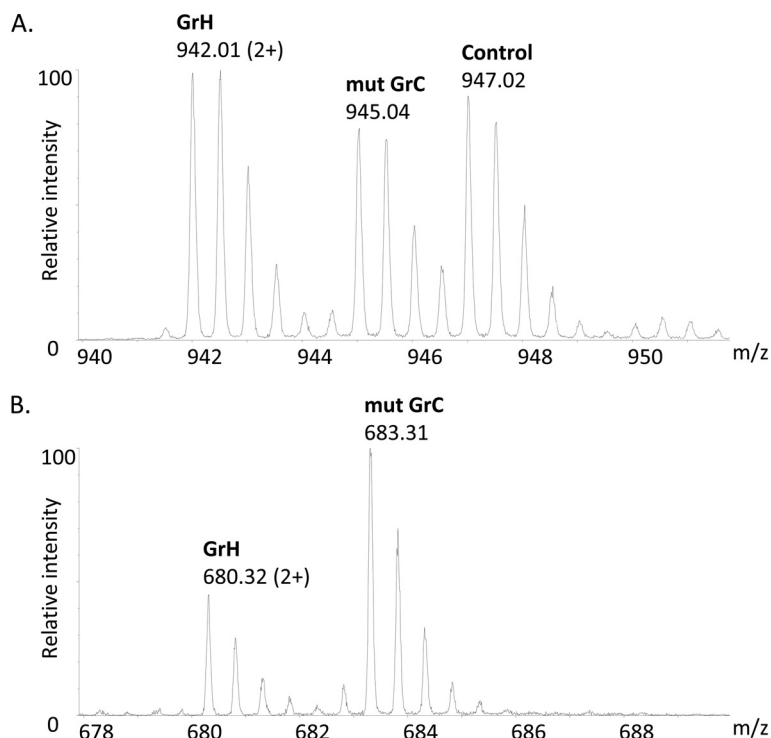 A.
GrH
942.01 (2+)
mut GrC
945.04
Control
947.02
100
Relative intensity
0
940 942 944 946 948 950 m/z
B.
mut GrC
683.31
100
GrH
680.32 (2+)
Relative intensity
0
678 680 682 684 686 688 m/z